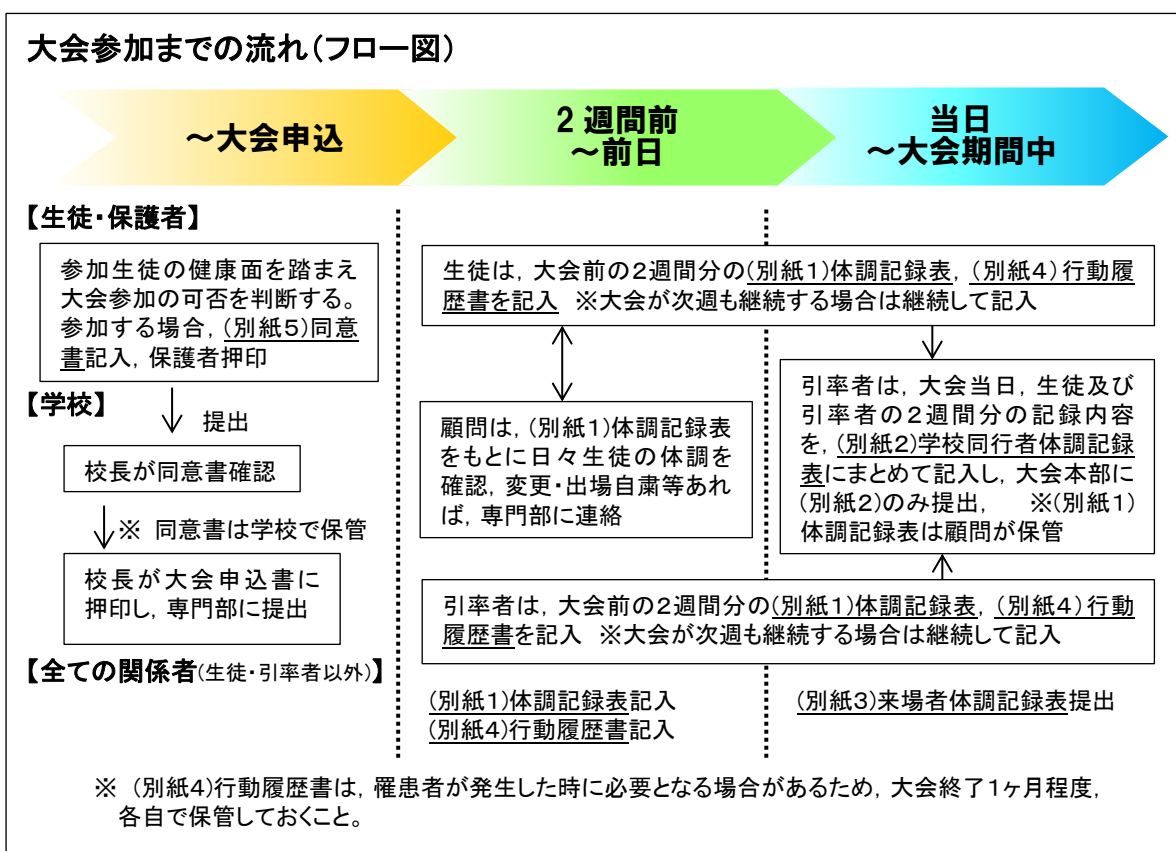 大会参加までの流れ(フロー図)
～大会申込
2週間前
～前日
当日
～大会期間中
【生徒・保護者】
参加生徒の健康面を踏まえ
大会参加の可否を判断する。
参加する場合，(別紙5)同意
書記入，保護者押印
【学校】
提出
校長が同意書確認
※ 同意書は学校で保管
校長が大会申込書に
押印し，専門部に提出
生徒は，大会前の2週間分の(別紙1)体調記録表，(別紙4)行動履
歴書を記入 ※大会が次週も継続する場合は継続して記入
顧問は，(別紙1)体調記録表
をもとに日々生徒の体調を
確認，変更・出場自粛等あれ
ば，専門部に連絡
引率者は，大会当日，生徒及び
引率者の2週間分の記録内容
を，(別紙2)学校同行者体調記録
表にまとめて記入し，大会本部に
(別紙2)のみ提出， ※(別紙1)
体調記録表は顧問が保管
引率者は，大会前の2週間分の(別紙1)体調記録表，(別紙4)行動
履歴書を記入 ※大会が次週も継続する場合は継続して記入
【全ての関係者(生徒・引率者以外)】
(別紙1)体調記録表記入
(別紙4)行動履歴書記入
(別紙3)来場者体調記録表提出
※ (別紙4)行動履歴書は，罹患者が発生した時に必要となる場合があるため，大会終了1ヶ月程度，
各自で保管しておくこと。